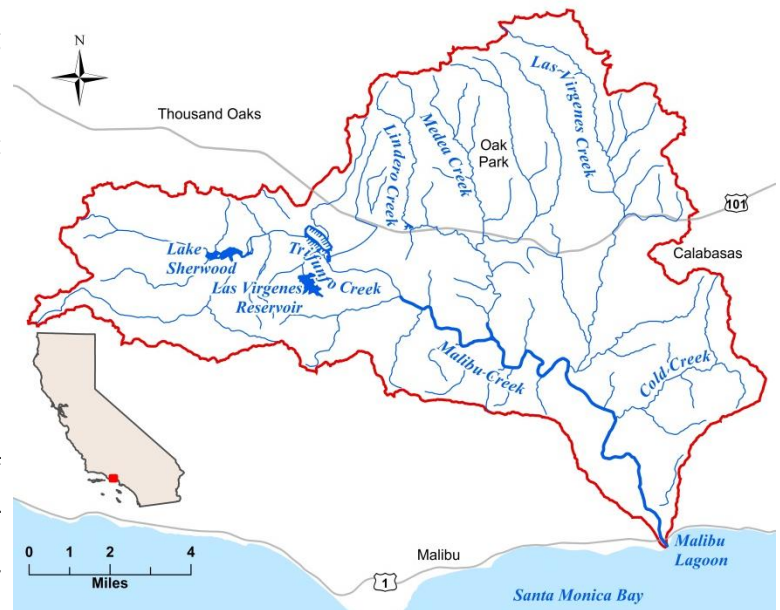 N
Thousand Oaks
Las-Virgenes Creek
Medea Creek
Lindero Creek
Oak
Park
101
Calabasas
Lake
Sherwood
Triunfo Creek
Las Virgenes
Reservoir
Malibu-Creek
Cold-Creek
0 1 2 4
Miles
Malibu
1
Malibu
Lagoon
Santa Monica Bay